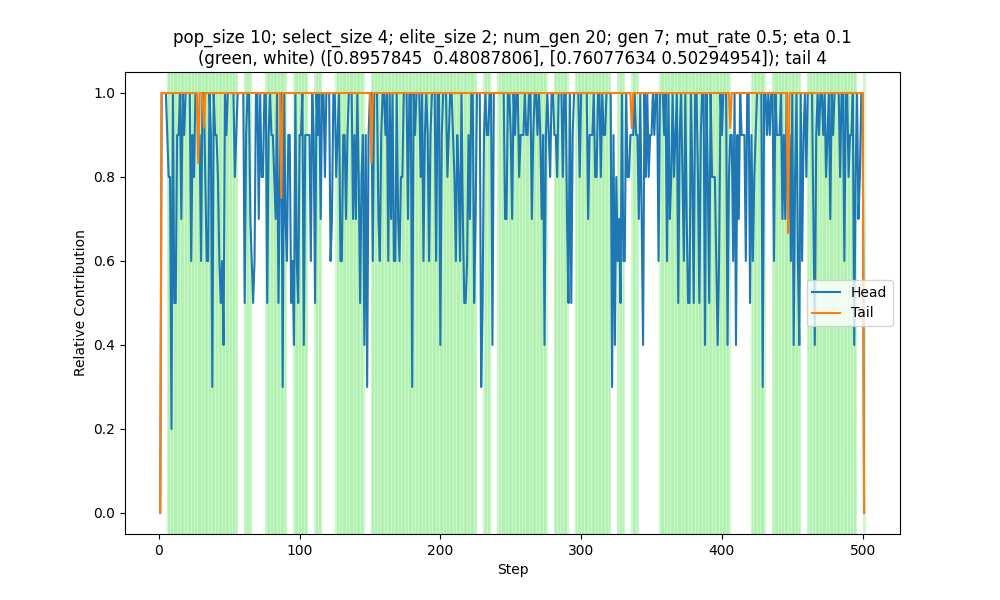 pop_size 10; select_size 4; elite_size 2; num_gen 20; gen 7; mut_rate 0.5; eta 0.1
(green, white) ([0.8957845  0.48087806], [0.76077634 0.50294954]); tail 4
1.0
0.8
0.6
0.4
0.2
0.0
Relative Contribution
Head
Tail
0
100
200
300
400
500
Step